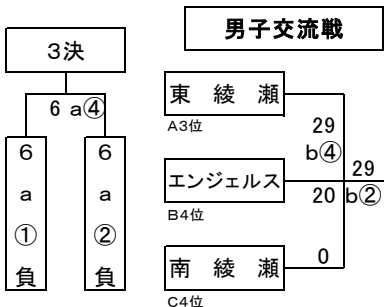 男子交流戦
3決
6 a④
6 a ① 負
6 a ② 負
東 綾 瀬
A3位
29
b④
エンジェルス
B4位
20
29
b②
南 綾 瀬
C4位
0